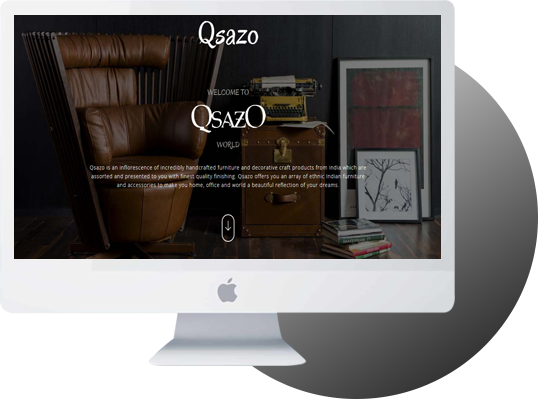 Qsazo
WELCOME TO
QSAZO
WORLD
Qsazo is an inflorescence of incredibly handcrafted furniture and decorative craft products from India which are
assorted and presented to you with finest quality finishing. Qsazo offers you an array of ethnic Indian furniture
and accessories to make you home, office and world a beautiful reflection of your dreams.